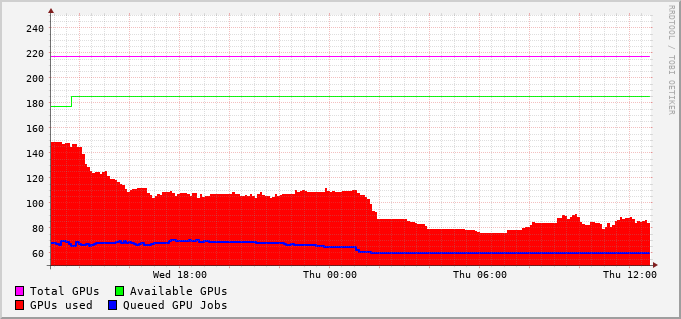 240
220
200
180
160
140
120
100
80
60
Wed 18:00 Thu 00:00 Thu 06:00 Thu 12:00
Total GPUs Available GPUs
GPUs used Queued GPU Jobs
RRDTOOL / TOBI OETIKER